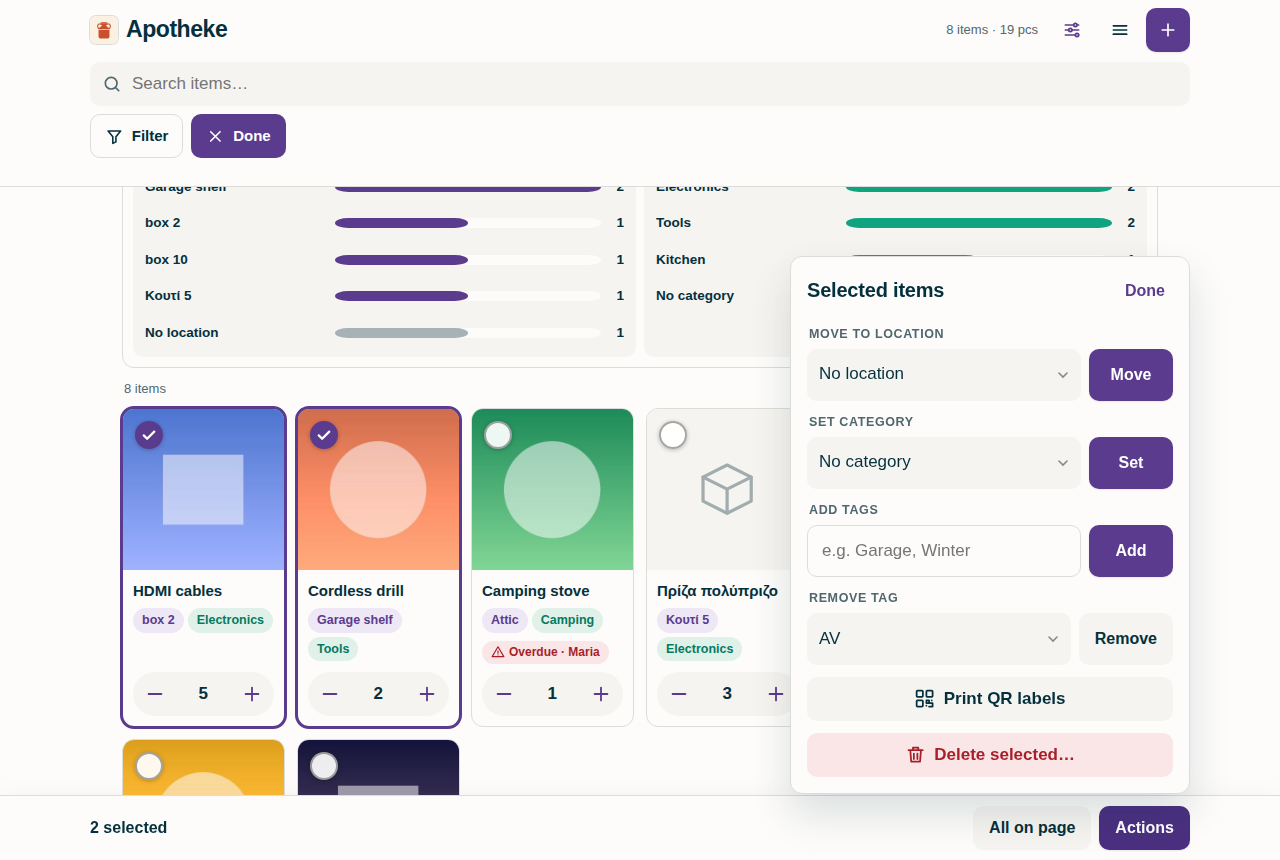 Apotheke
8 items · 19 pcs
Search items…
Filter
Done
Garage shelf 2
Electronics 2
box 2 1
Tools 2
box 10 1
Kitchen
Κουτί 5 1
No category
No location 1
8 items
HDMI cables
box 2 Electronics
5
Cordless drill
Garage shelf
Tools
2
Camping stove
Attic Camping
Overdue · Maria
1
Πρίζα πολύπριζο
Κουτί 5
Electronics
3
Selected items
Done
MOVE TO LOCATION
No location
Move
SET CATEGORY
No category
Set
ADD TAGS
e.g. Garage, Winter
Add
REMOVE TAG
AV
Remove
Print QR labels
Delete selected…
2 selected
All on page
Actions